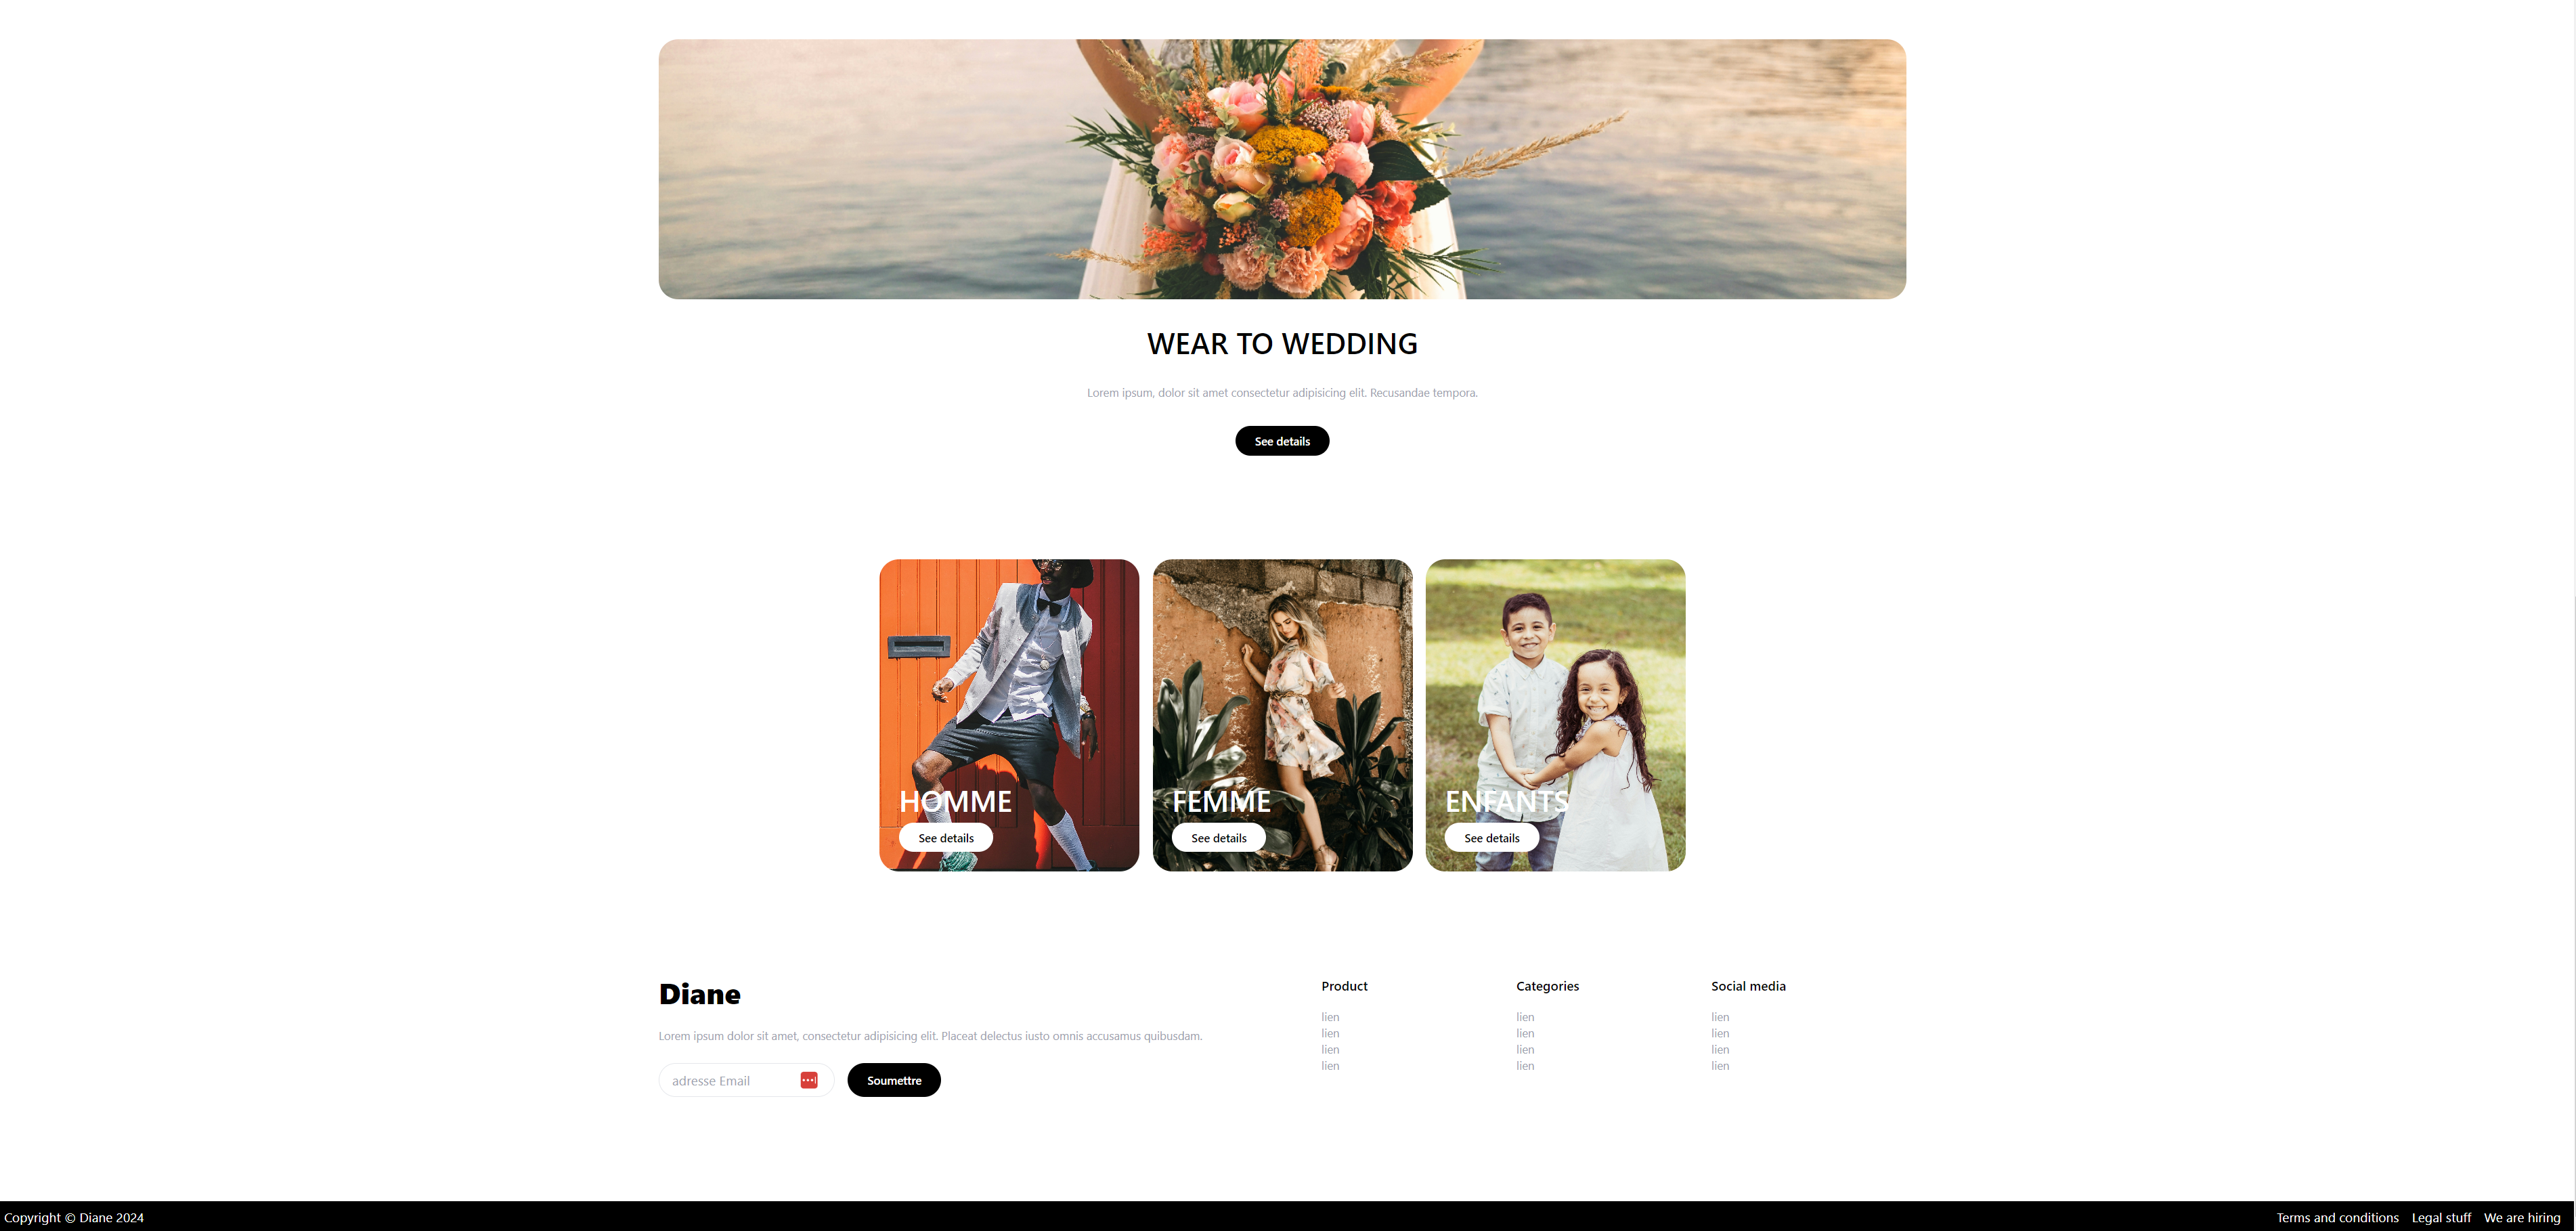 WEAR TO WEDDING
Lorem ipsum, dolor sit amet consectetur adipisicing elit. Recusandae tempora.
See details
HOMME
See details
FEMME
See details
ENFANTS
See details
Diane
Lorem ipsum dolor sit amet, consectetur adipisicing elit. Placeat delectus iusto omnis accusamus quibusdam.
adresse Email
Soumettre
Product
lien
lien
lien
lien
Categories
lien
lien
lien
lien
Social media
lien
lien
lien
lien
Copyright © Diane 2024
Terms and conditions
Legal stuff
We are hiring